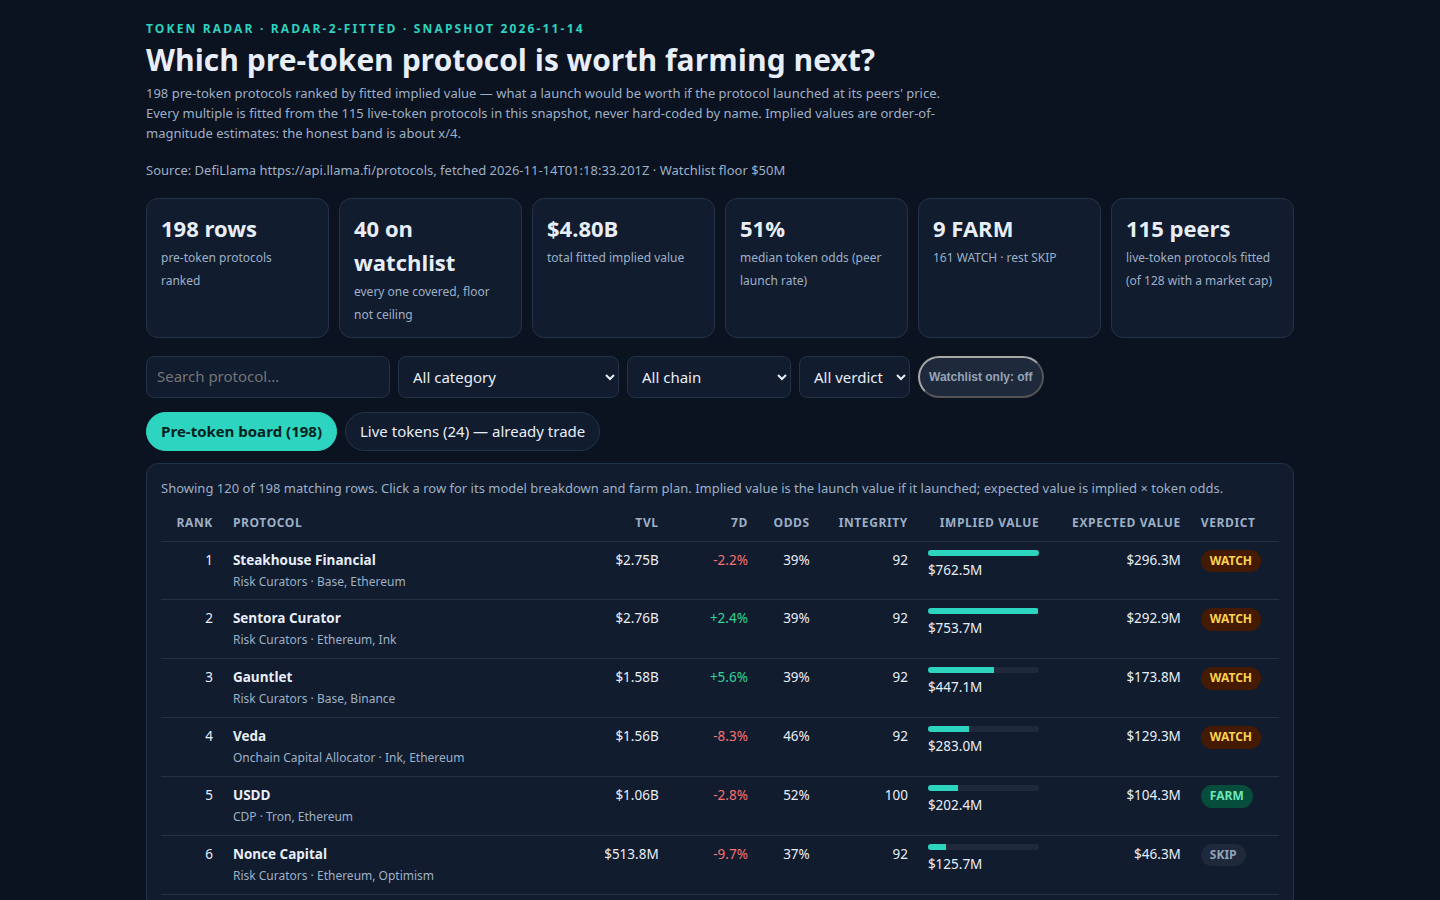 TOKEN RADAR · RADAR-2-FITTED · SNAPSHOT 2026-11-14
Which pre-token protocol is worth farming next?
198 pre-token protocols ranked by fitted implied value — what a launch would be worth if the protocol launched at its peers' price.
Every multiple is fitted from the 115 live-token protocols in this snapshot, never hard-coded by name. Implied values are order-of-
magnitude estimates: the honest band is about x/4.
Source: DefiLlama https://api.llama.fi/protocols, fetched 2026-11-14T01:18:33.201Z · Watchlist floor $50M
198 rows
pre-token protocols
ranked
40 on
watchlist
every one covered, floor
not ceiling
$4.80B
total fitted implied value
51%
median token odds (peer
launch rate)
9 FARM
161 WATCH · rest SKIP
115 peers
live-token protocols fitted
(of 128 with a market cap)
Search protocol... All category All chain All verdict Watchlist only: off
Pre-token board (198) Live tokens (24) — already trade
Showing 120 of 198 matching rows. Click a row for its model breakdown and farm plan. Implied value is the launch value if it launched; expected value is implied × token odds.
RANK PROTOCOL TVL 7D ODDS INTEGRITY IMPLIED VALUE EXPECTED VALUE VERDICT
1 Steakhouse Financial $2.75B -2.2% 39% 92 $762.5M $296.3M WATCH
Risk Curators · Base, Ethereum
2 Sentora Curator $2.76B +2.4% 39% 92 $753.7M $292.9M WATCH
Risk Curators · Ethereum, Ink
3 Gauntlet $1.58B +5.6% 39% 92 $447.1M $173.8M WATCH
Risk Curators · Base, Binance
4 Veda $1.56B -8.3% 46% 92 $283.0M $129.3M WATCH
Onchain Capital Allocator · Ink, Ethereum
5 USDD $1.06B -2.8% 52% 100 $202.4M $104.3M FARM
CDP · Tron, Ethereum
6 Nonce Capital $513.8M -9.7% 37% 92 $125.7M $46.3M SKIP
Risk Curators · Ethereum, Optimism